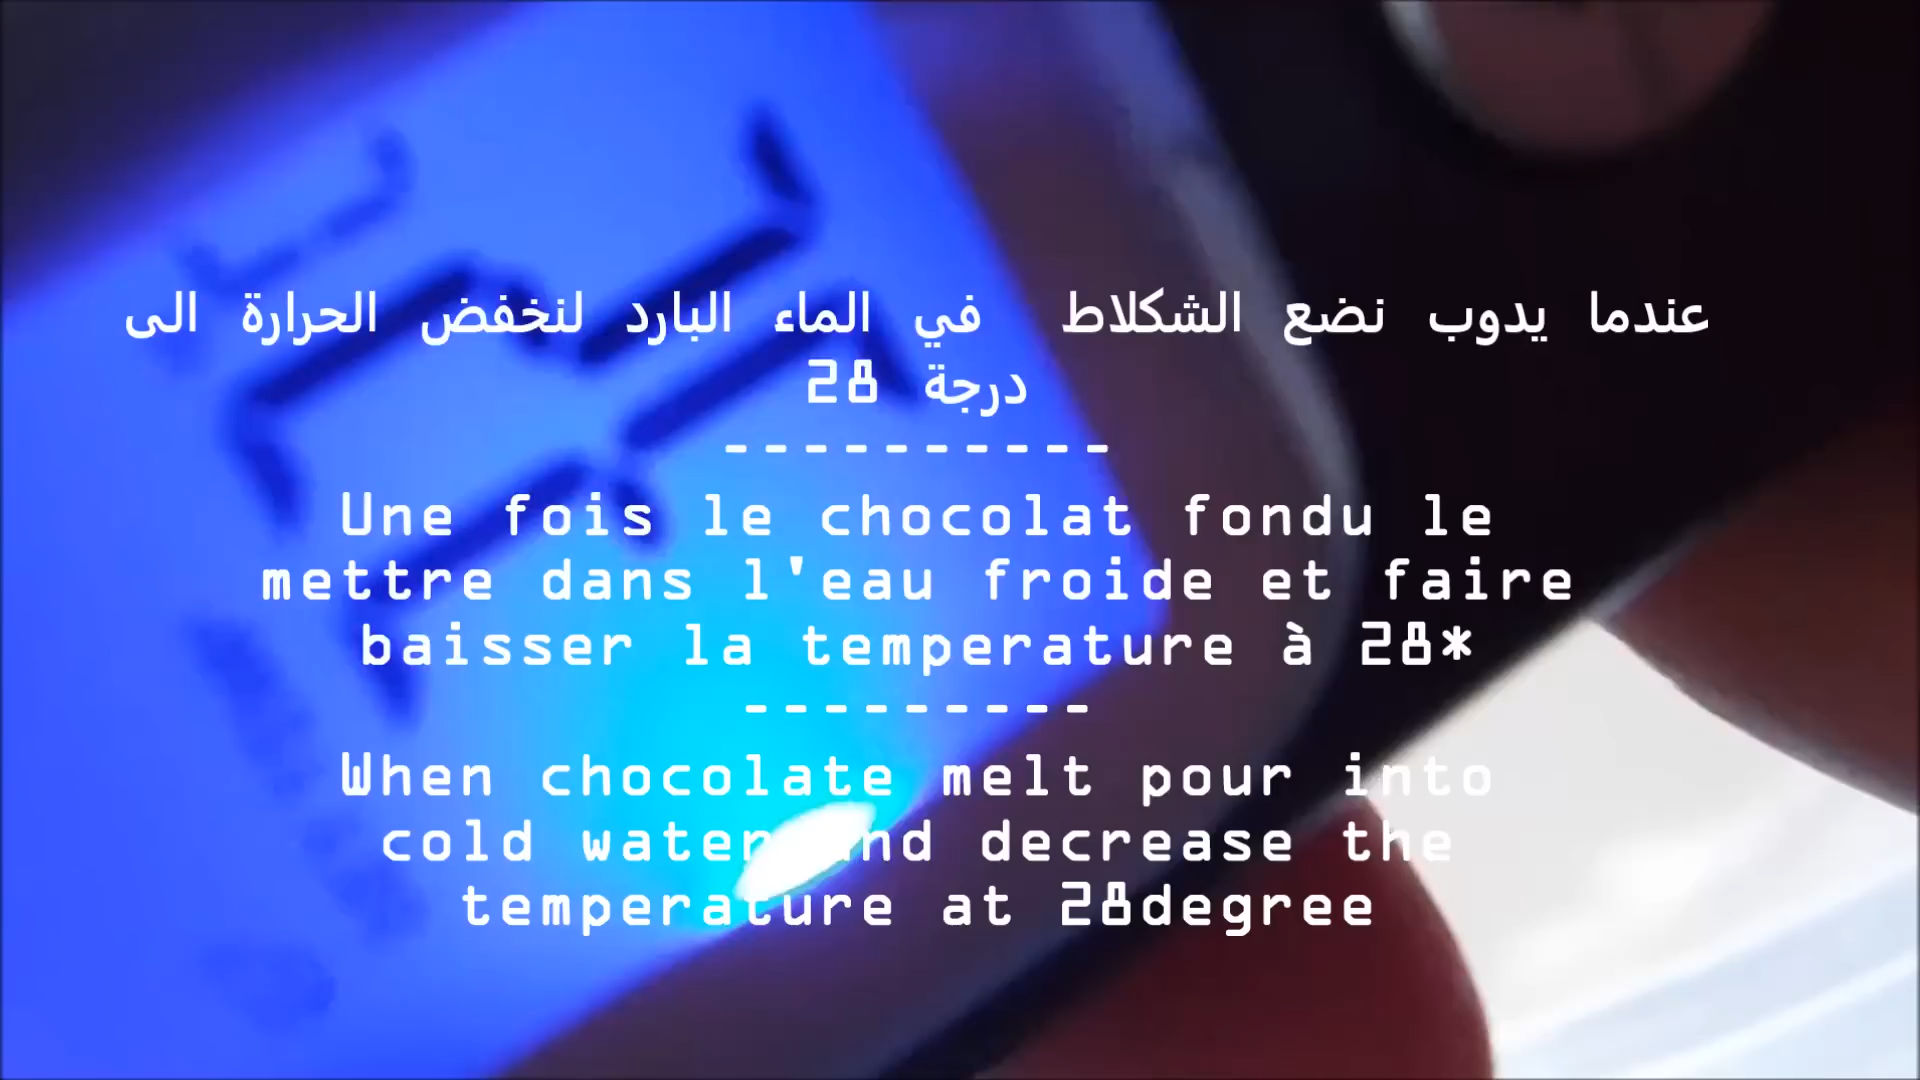 عندما يدوب نضع الشكلاط في الماء البارد لنخفض الحرارة الى
درجة 28
----------
Une fois le chocolat fondu le
mettre dans l'eau froide et faire
baisser la temperature à 28*
---------
When chocolate melt pour into
cold water and decrease the
temperature at 28degree